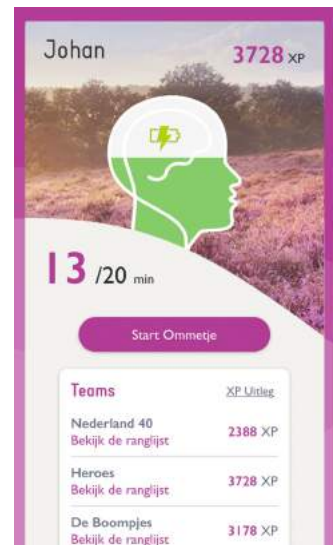 Johan
3728 XP
13 /20 min
Start Ommetje
Teams
XP Uitleg
Nederland 40
Bekijk de ranglijst
2388 XP
Heroes
Bekijk de ranglijst
3728 XP
De Boompjes
Bekijk de ranglijst
3178 XP